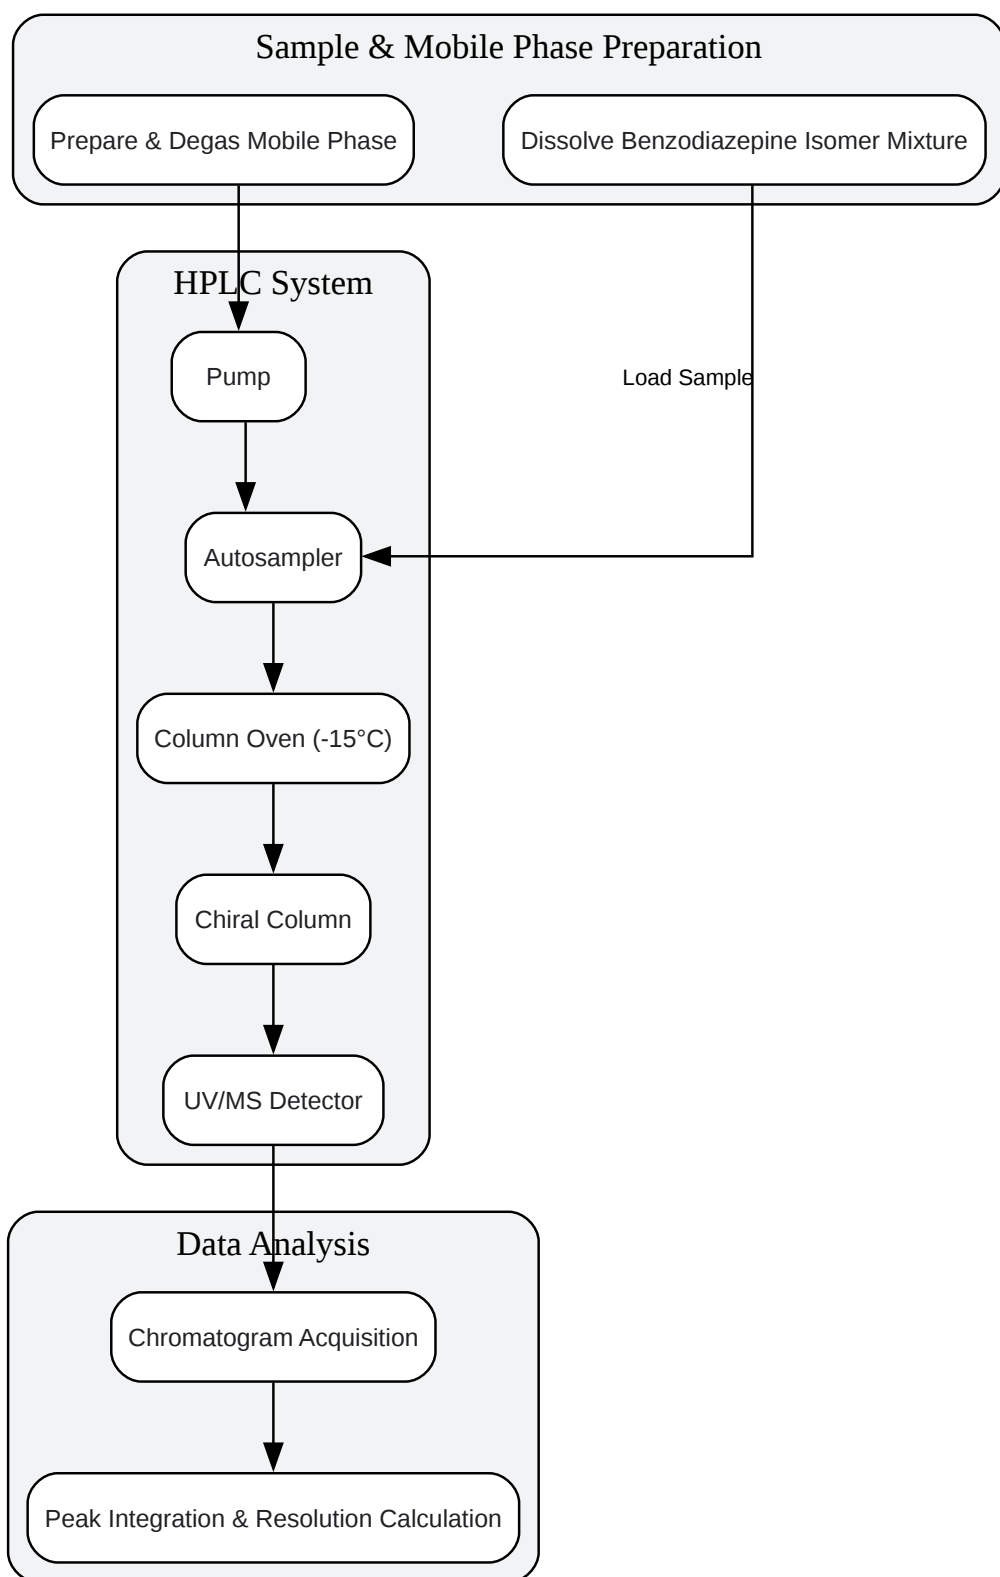 Sample & Mobile Phase Preparation
Prepare & Degas Mobile Phase
Dissolve Benzodiazepine Isomer Mixture
HPLC System
Pump
Load Sample
Autosampler
Column Oven (-15°C)
Chiral Column
UV/MS Detector
Data Analysis
Chromatogram Acquisition
Peak Integration & Resolution Calculation